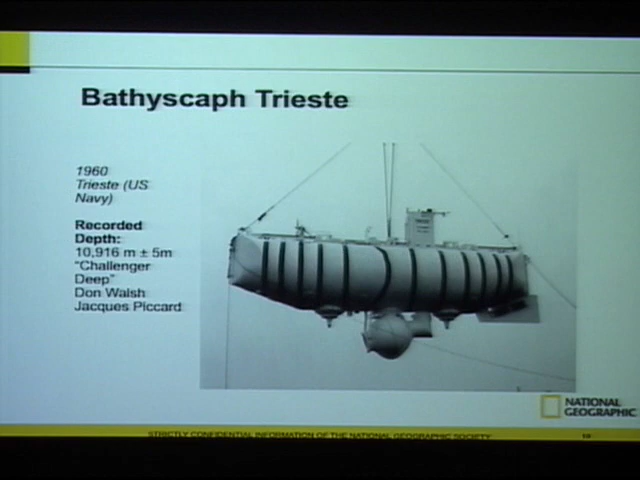 Bathyscaph Trieste
1960
Trieste (US
Navy)
Recorded
Depth:
10,916 m ± 5m
"Challenger
Deep"
Don Walsh
Jacques Piccard
NATIONAL
GEOGRAPHIC
STRICTLY CONFIDENTIAL INFORMATION OF THE NATIONAL GEOGRAPHIC SOCIETY